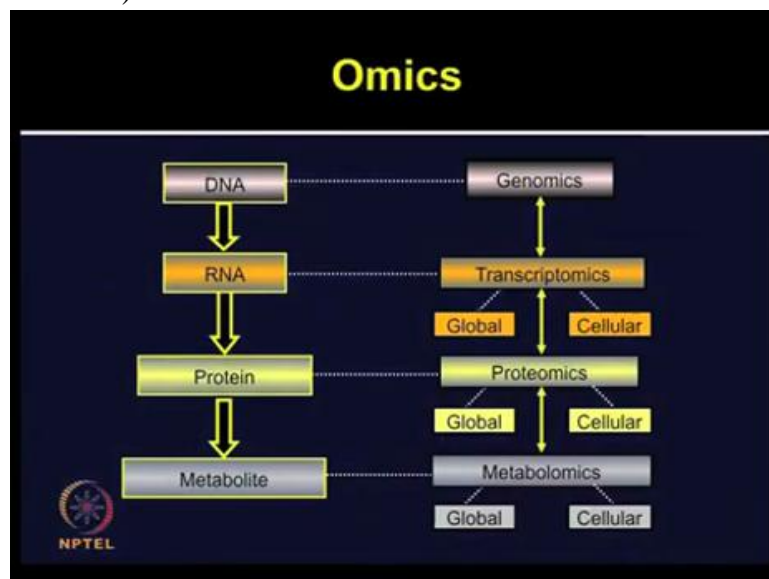 )
Omics
DNA
Genomics
RNA
Transcriptomics
Global
Cellular
Protein
Proteomics
Global
Cellular
Metabolite
Metabolomics
Global
Cellular
NPTEL